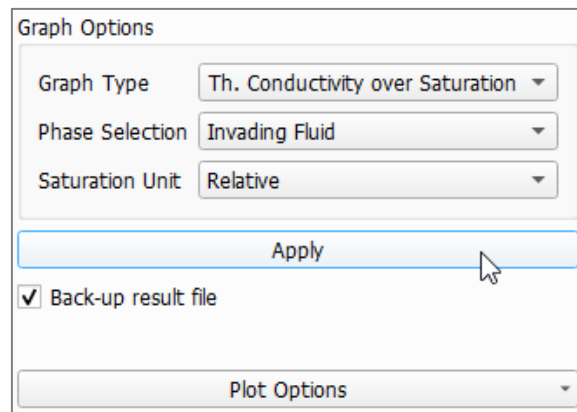 Graph Options
Graph Type Th. Conductivity over Saturation
Phase Selection Invading Fluid
Saturation Unit Relative
Apply
Back-up result file
Plot Options